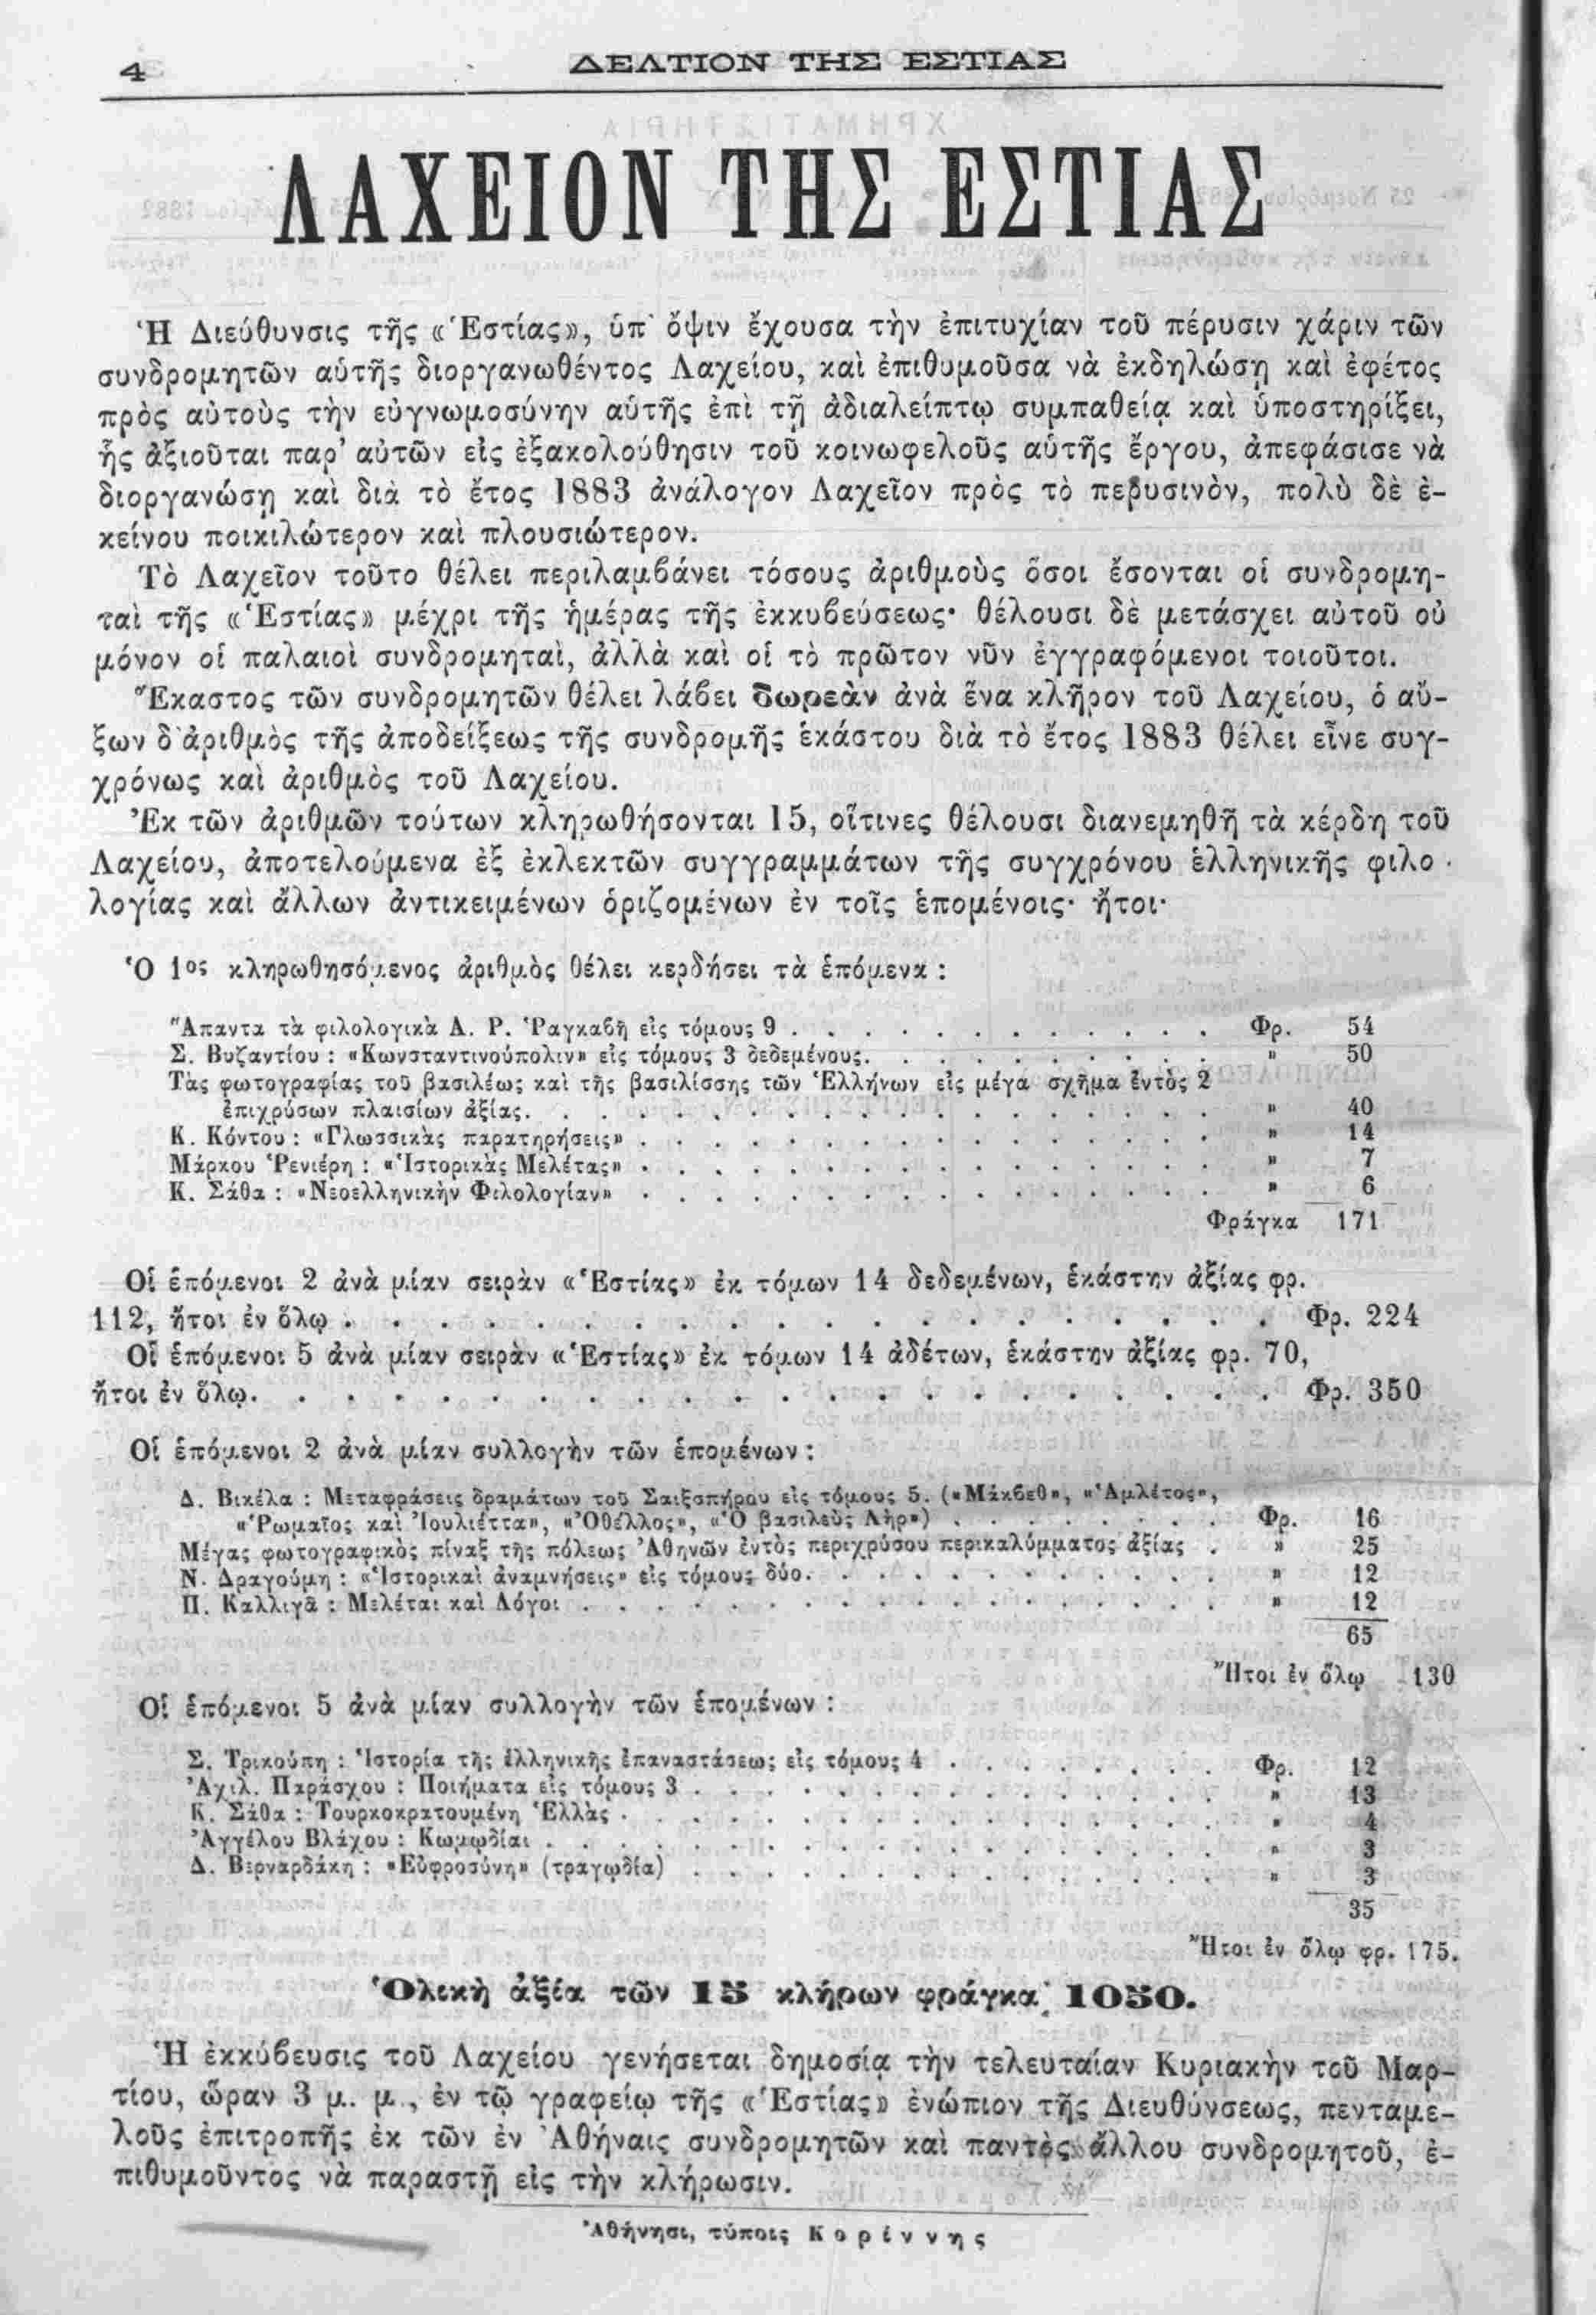 4 ΔΕΛΤΙΟΝ ΤΗΣ ΕΣΤΙΑΣ
ΛΑΧΕΙΟΝ ΤΗΣ ΕΣΤΙΑΣ
Ἡ Διεύθυνσις τῆς «Ἑστίας», ὑπ' ὄψιν ἔχουσα τὴν ἐπιτυχίαν τοῦ πέρυσιν χάριν τῶν
συνδρομητῶν αὑτῆς διοργανωθέντος Λαχείου, καὶ ἐπιθυμοῦσα νὰ ἐκδηλώσῃ καὶ ἐφέτος
πρὸς αὐτοὺς τὴν εὐγνωμοσύνην αὑτῆς ἐπὶ τῇ ἀδιαλείπτῳ συμπαθείᾳ καὶ ὑποστηρίξει,
ἧς ἀξιοῦται παρ' αὐτῶν εἰς ἐξακολούθησιν τοῦ κοινωφελοῦς αὑτῆς ἔργου, ἀπεφάσισε νὰ
διοργανώσῃ καὶ διὰ τὸ ἔτος 1883 ἀνάλογον Λαχεῖον πρὸς τὸ περυσινὸν, πολὺ δὲ ἐ-
κείνου ποικιλώτερον καὶ πλουσιώτερον.
Τὸ Λαχεῖον τοῦτο θέλει περιλαμβάνει τόσους ἀριθμοὺς ὅσοι ἔσονται οἱ συνδρομη-
ταὶ τῆς «Ἑστίας» μέχρι τῆς ἡμέρας τῆς ἐκκυβεύσεως· θέλουσι δὲ μετάσχει αὐτοῦ οὐ
μόνον οἱ παλαιοὶ συνδρομηταὶ, ἀλλὰ καὶ οἱ τὸ πρῶτον νῦν ἐγγραφόμενοι τοιοῦτοι.
Ἕκαστος τῶν συνδρομητῶν θέλει λάβει δωρεὰν ἀνὰ ἕνα κλῆρον τοῦ Λαχείου, ὁ αὔ-
ξων δ' ἀριθμὸς τῆς ἀποδείξεως τῆς συνδρομῆς ἑκάστου διὰ τὸ ἔτος 1883 θέλει εἶνε συγ-
χρόνως καὶ ἀριθμὸς τοῦ Λαχείου.
Ἐκ τῶν ἀριθμῶν τούτων κληρωθήσονται 15, οἵτινες θέλουσι διανεμηθῆ τὰ κέρδη τοῦ
Λαχείου, ἀποτελούμενα ἐξ ἐκλεκτῶν συγγραμμάτων τῆς συγχρόνου ἑλληνικῆς φιλο-
λογίας καὶ ἄλλων ἀντικειμένων ὁριζομένων ἐν τοῖς ἑπομένοις· ἤτοι·
Ὁ 1ος κληρωθησόμενος ἀριθμὸς θέλει κερδήσει τὰ ἑπόμενα :
Ἅπαντα τὰ φιλολογικὰ Α. Ρ. Ῥαγκαβῆ εἰς τόμους 9 . . . . . . . . . . . . Φρ. 54
Σ. Βυζαντίου : «Κωνσταντινούπολιν» εἰς τόμους 3 δεδεμένους. . . . . . . . . . » 50
Τὰς φωτογραφίας τοῦ βασιλέως καὶ τῆς βασιλίσσης τῶν Ἑλλήνων εἰς μέγα σχῆμα ἐντὸς 2
ἐπιχρύσων πλαισίων ἀξίας. . . . . . . . . . . . . . . . . » 40
Κ. Κόντου : «Γλωσσικὰς παρατηρήσεις» . . . . . . . . . . . . . . » 14
Μάρκου Ῥενιέρη : «Ἱστορικὰς Μελέτας» . . . . . . . . . . . . . . » 7
Κ. Σάθα : «Νεοελληνικὴν Φιλολογίαν» . . . . . . . . . . . . . . » 6
Φράγκα 171
Οἱ ἑπόμενοι 2 ἀνὰ μίαν σειρὰν «Ἑστίας» ἐκ τόμων 14 δεδεμένων, ἑκάστην ἀξίας φρ.
112, ἤτοι ἐν ὅλῳ . . . . . . . . . . . . . . . . . . . . Φρ. 224
Οἱ ἑπόμενοι 5 ἀνὰ μίαν σειρὰν «Ἑστίας» ἐκ τόμων 14 ἀδέτων, ἑκάστην ἀξίας φρ. 70,
ἤτοι ἐν ὅλῳ. . . . . . . . . . . . . . . . . . . . . . Φρ. 350
Οἱ ἑπόμενοι 2 ἀνὰ μίαν συλλογὴν τῶν ἑπομένων :
Δ. Βικέλα : Μεταφράσεις δραμάτων τοῦ Σαιξσπήρου εἰς τόμους 5. («Μάκβεθ», «Ἁμλέτος»,
«Ῥωμαῖος καὶ Ἰουλιέττα», «Ὀθέλλος», «Ὁ βασιλεὺς Λὴρ») . . . . . . . Φρ. 16
Μέγας φωτογραφικὸς πίναξ τῆς πόλεως Ἀθηνῶν ἐντὸς περιχρύσου περικαλύμματος ἀξίας . » 25
Ν. Δραγούμη : «Ἱστορικαὶ ἀναμνήσεις» εἰς τόμους δύο. . . . . . . . . . . » 12
Π. Καλλιγᾶ : Μελέται καὶ Λόγοι . . . . . . . . . . . . . . . . » 12
65
Ἤτοι ἐν ὅλῳ 130
Οἱ ἑπόμενοι 5 ἀνὰ μίαν συλλογὴν τῶν ἑπομένων :
Σ. Τρικούπη : Ἱστορία τῆς ἑλληνικῆς ἐπαναστάσεως εἰς τόμους 4 . . . . . . . . Φρ. 12
Ἀχιλ. Παράσχου : Ποιήματα εἰς τόμους 3 . . . . . . . . . . . . . » 13
Κ. Σάθα : Τουρκοκρατουμένη Ἑλλὰς . . . . . . . . . . . . . . . » 4
Ἀγγέλου Βλάχου : Κωμῳδίαι . . . . . . . . . . . . . . . . . » 3
Δ. Βερναρδάκη : «Εὐφροσύνη» (τραγῳδία) . . . . . . . . . . . . . » 3
35
Ἤτοι ἐν ὅλῳ φρ. 175.
Ὁλικὴ ἀξία τῶν 15 κλήρων φράγκα 1050.
Ἡ ἐκκύβευσις τοῦ Λαχείου γενήσεται δημοσίᾳ τὴν τελευταίαν Κυριακὴν τοῦ Μαρ-
τίου, ὥραν 3 μ. μ., ἐν τῷ γραφείῳ τῆς «Ἑστίας» ἐνώπιον τῆς Διευθύνσεως, πενταμε-
λοῦς ἐπιτροπῆς ἐκ τῶν ἐν Ἀθήναις συνδρομητῶν καὶ παντὸς ἄλλου συνδρομητοῦ, ἐ-
πιθυμοῦντος νὰ παραστῇ εἰς τὴν κλήρωσιν.
Ἀθήνησι, τύποις Κορίννης